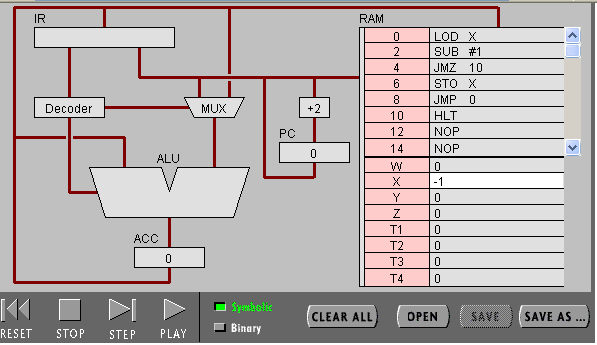 IR
RAM
0 LOD X
2 SUB #1
4 JMZ 10
6 STO X
8 JMP 0
10 HLT
12 NOP
14 NOP
Decoder
MUX
+2
PC
0
ALU
W 0
X -1
Y 0
Z 0
T1 0
T2 0
T3 0
T4 0
ACC
0
RESET
STOP
STEP
PLAY
Symbolic
Binary
CLEAR ALL
OPEN
SAVE
SAVE AS ...